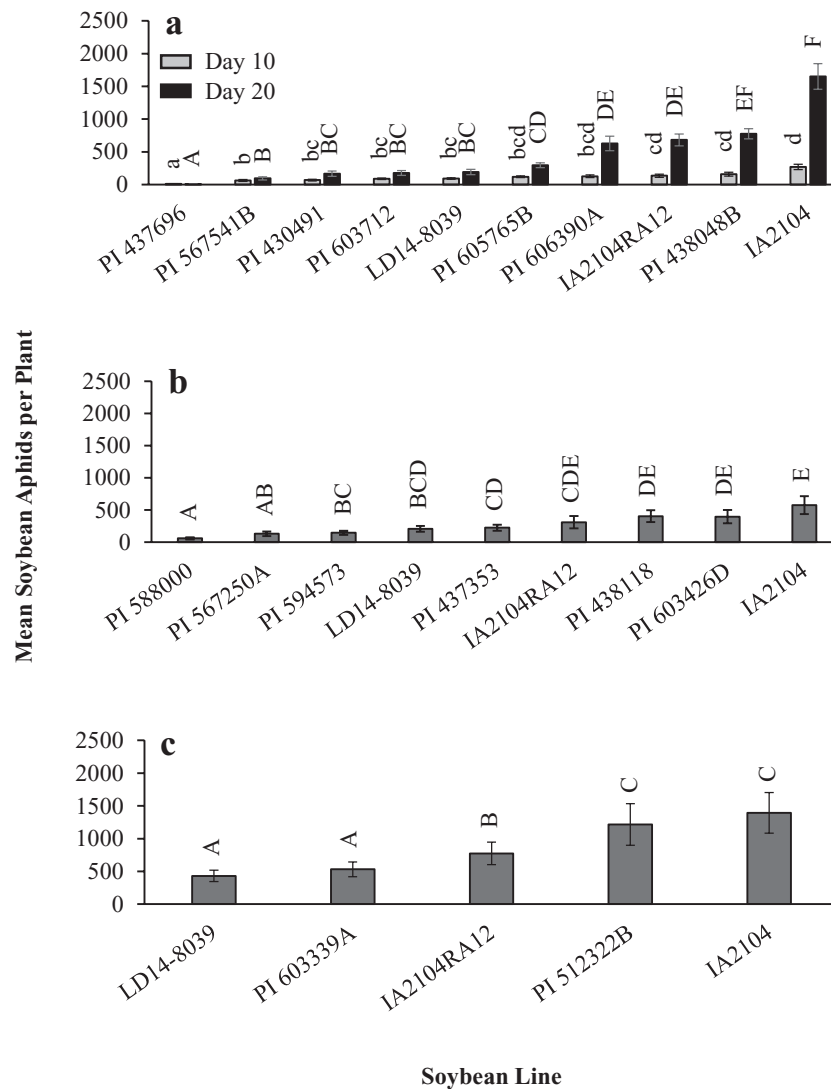 Mean Soybean Aphids per Plant
a
2500
2000
1500
1000
500
0
Day 10
Day 20
a
A
b
B
bc
BC
bc
BC
bc
BC
bcd
CD
bcd
DE
cd
DE
cd
EF
d
F
PI 437696
PI 567541B
PI 430491
PI 603712
LD14-8039
PI 605765B
PI 606390A
IA2104RA12
PI 438048B
IA2104
b
2500
2000
1500
1000
500
0
A
AB
BC
BCD
CD
CDE
DE
DE
E
PI 588000
PI 567250A
PI 594573
LD14-8039
PI 437353
IA2104RA12
PI 438118
PI 603426D
IA2104
c
2500
2000
1500
1000
500
0
A
A
B
C
C
LD14-8039
PI 603339A
IA2104RA12
PI 512322B
IA2104
Soybean Line